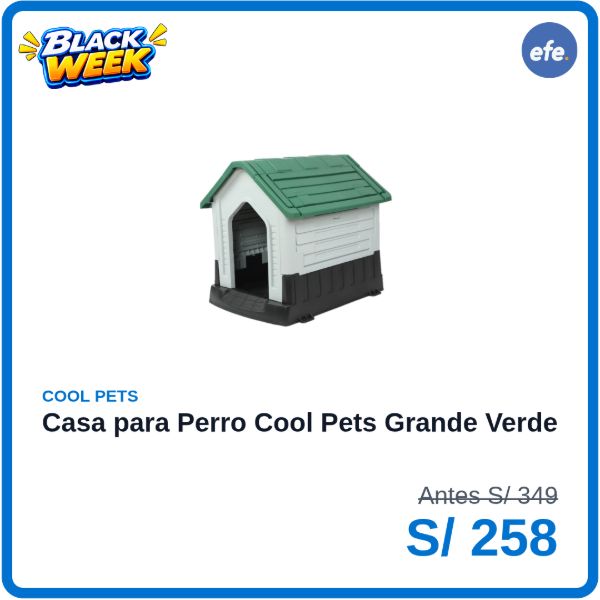 BLACK
WEEK
efe.
COOL PETS
Casa para Perro Cool Pets Grande Verde
Antes S/ 349
S/ 258